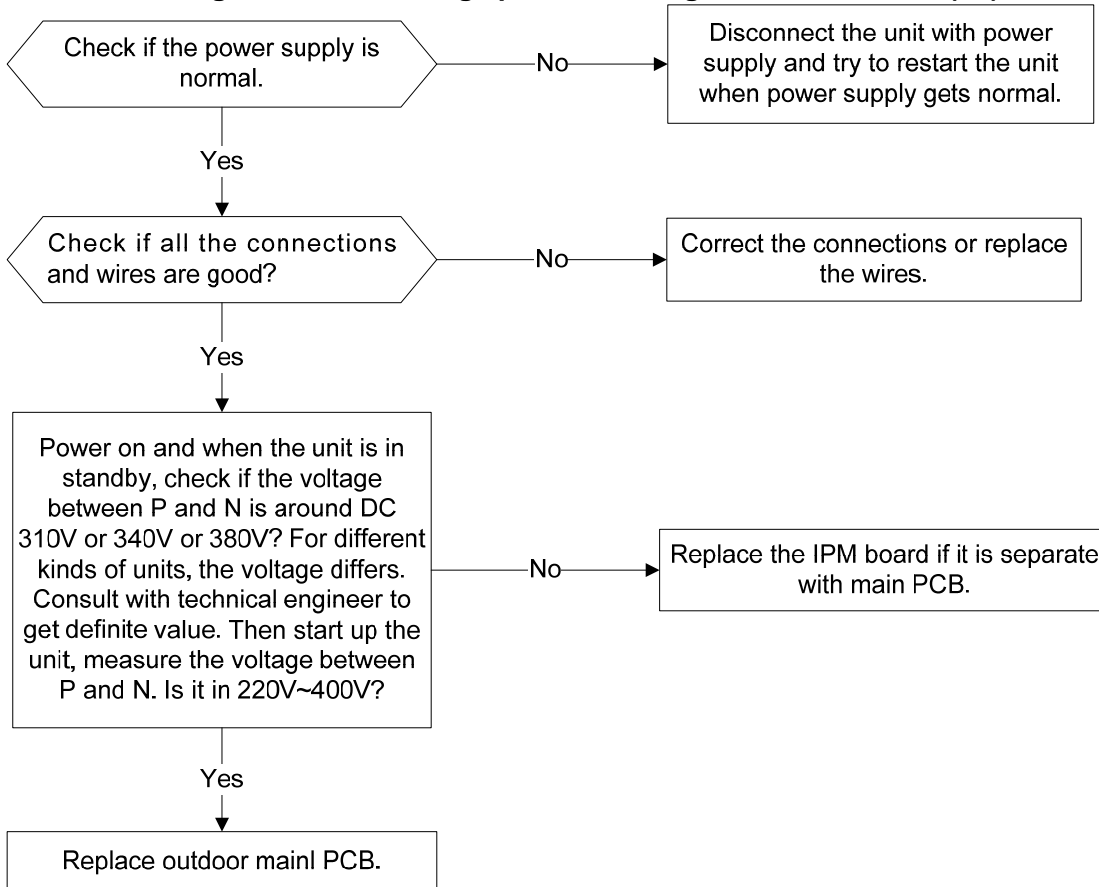 Check if the power supply is
normal.
No
Disconnect the unit with power
supply and try to restart the unit
when power supply gets normal.
Yes
Check if all the connections
and wires are good?
No
Correct the connections or replace
the wires.
Yes
Power on and when the unit is in
standby, check if the voltage
between P and N is around DC
310V or 340V or 380V? For different
kinds of units, the voltage differs.
Consult with technical engineer to
get definite value. Then start up the
unit, measure the voltage between
P and N. Is it in 220V~400V?
No
Replace the IPM board if it is separate
with main PCB.
Yes
Replace outdoor mainl PCB.